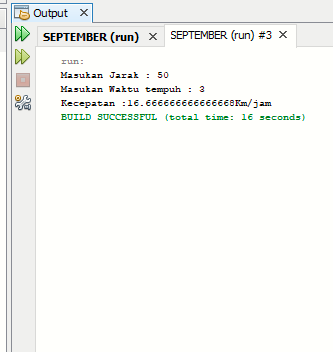 Output
SEPTEMBER (run) SEPTEMBER (run) #3
run:
Masukan Jarak : 50
Masukan Waktu tempuh : 3
Kecepatan :16.666666666666668Km/jam
BUILD SUCCESSFUL (total time: 16 seconds)